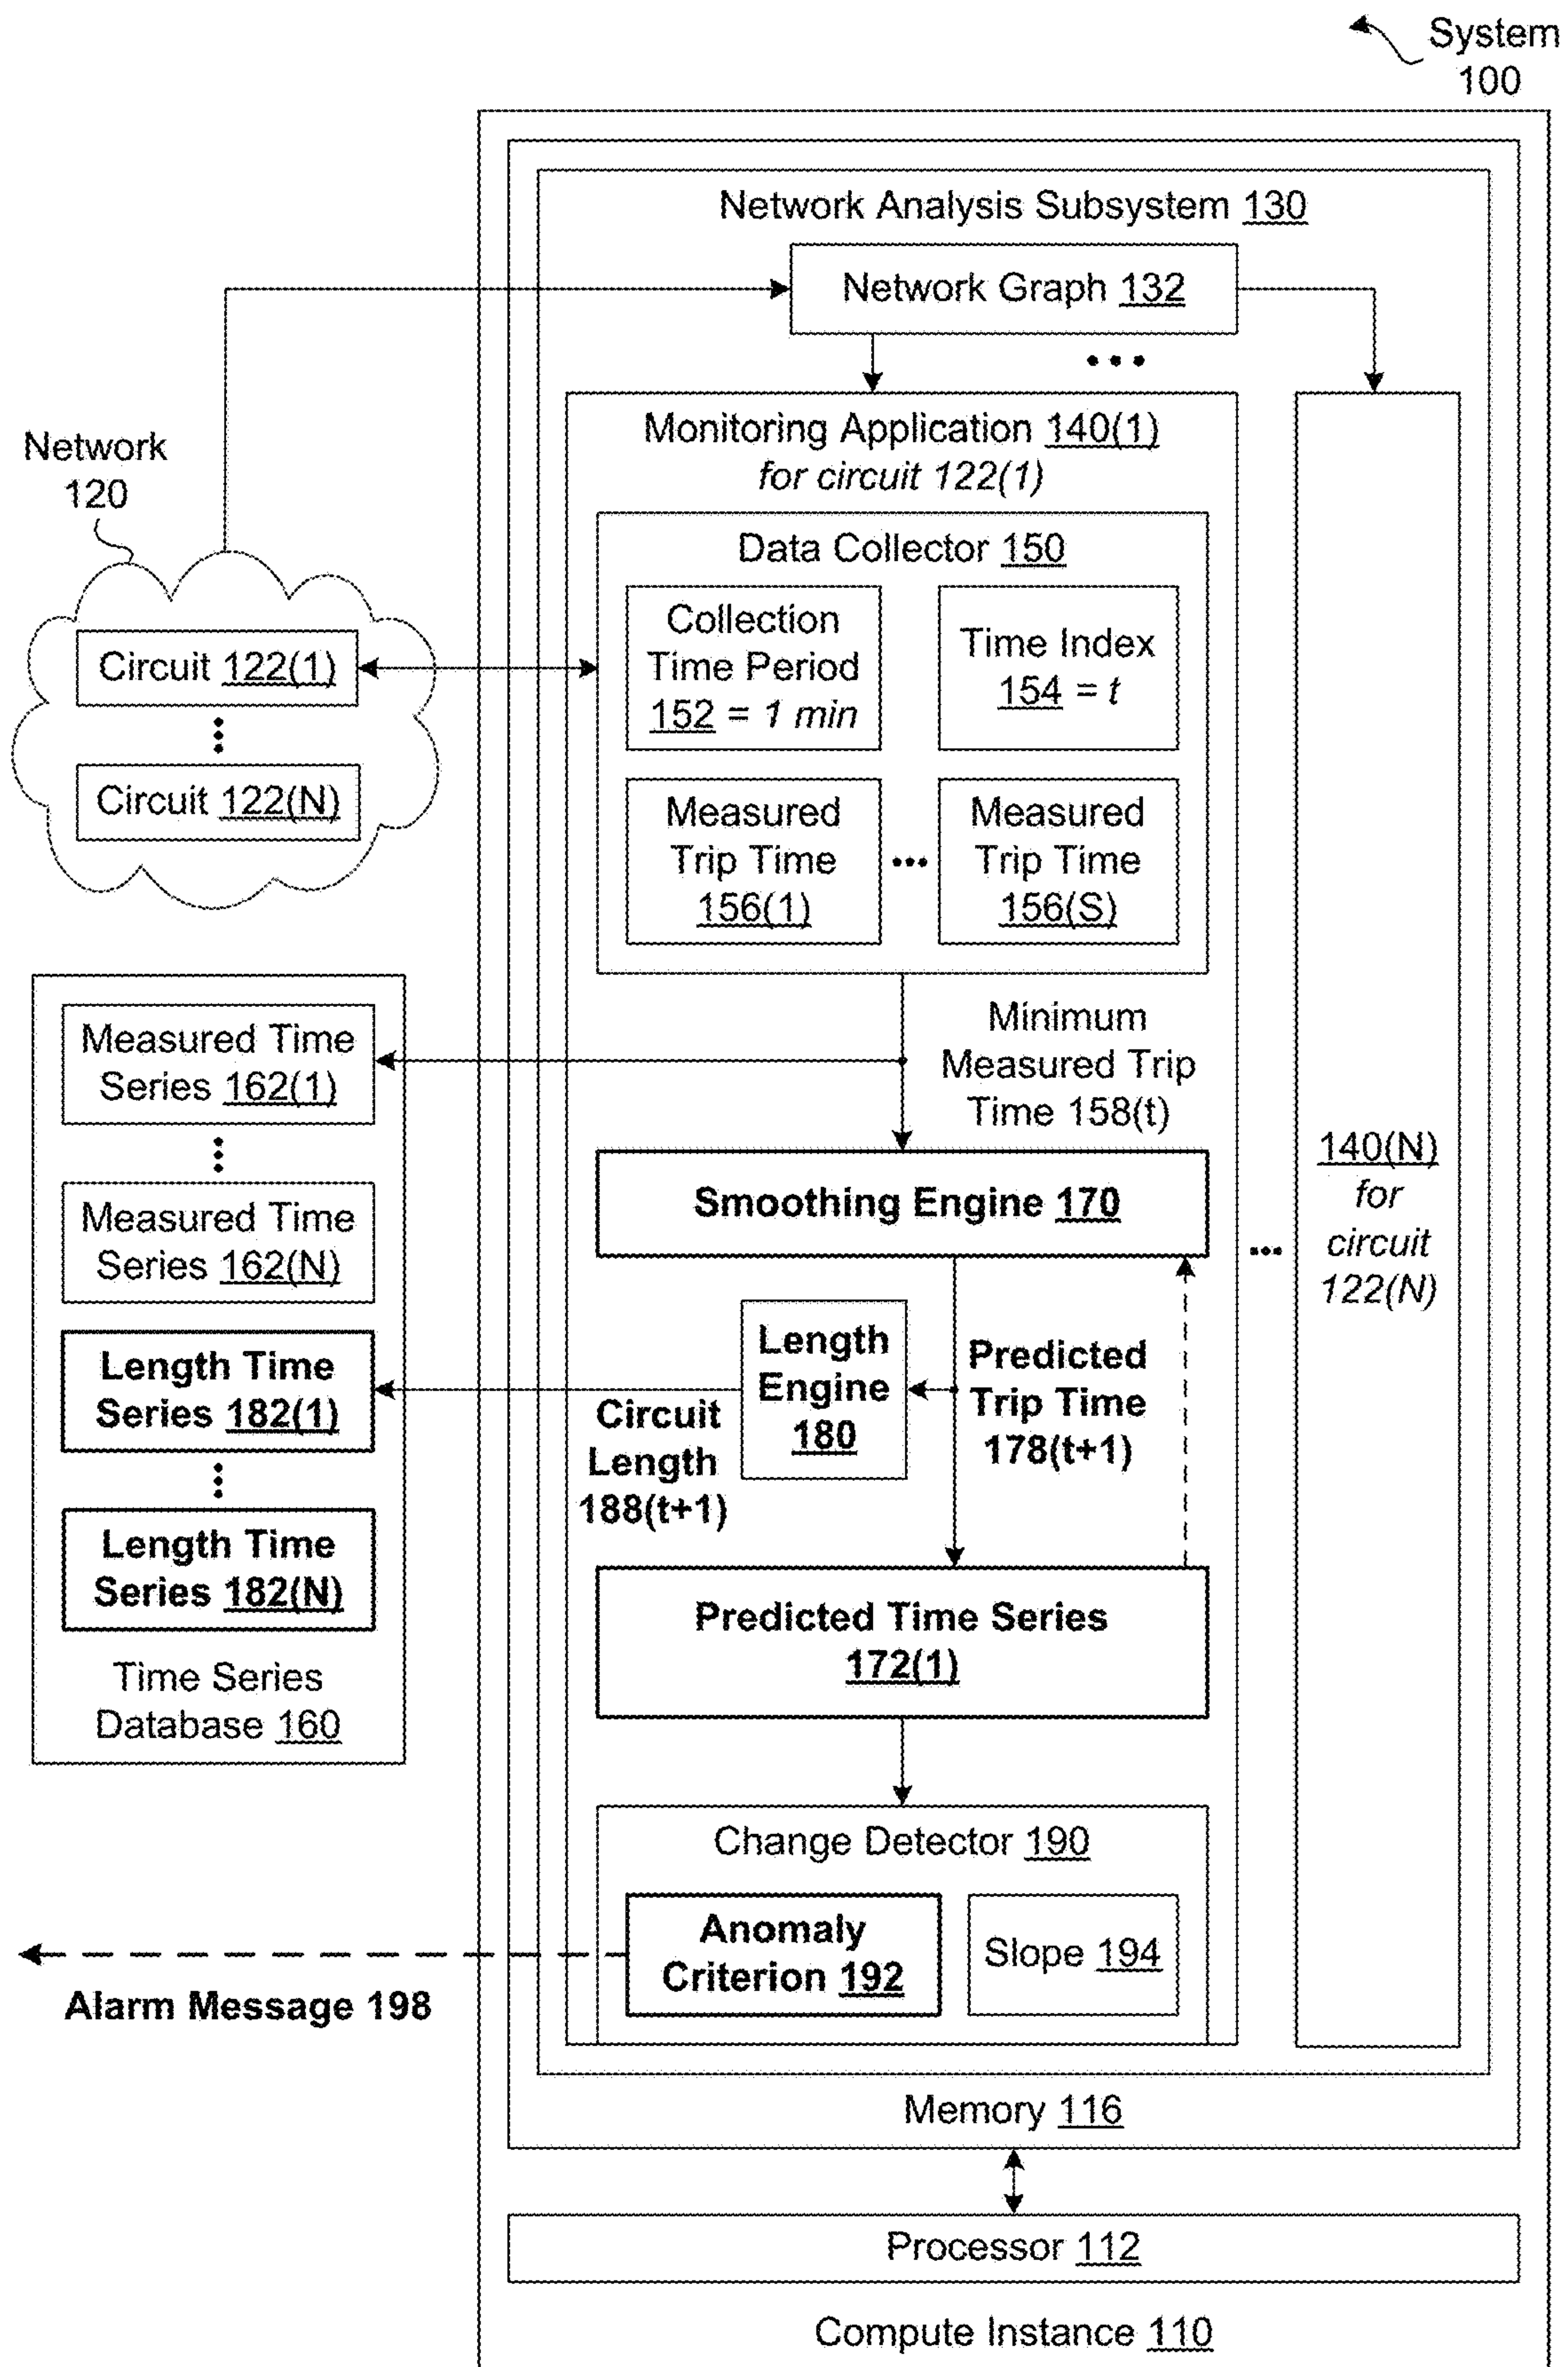 System
100
Network Analysis Subsystem 130
Network Graph 132
Monitoring Application 140(1)
for circuit 122(1)
Network
120
Circuit 122(1)
Circuit 122(N)
Data Collector 150
Collection
Time Period
152 = 1 min
Time Index
154 = t
Measured
Trip Time
156(1)
Measured
Trip Time
156(S)
Minimum
Measured Trip
Time 158(t)
Measured Time
Series 162(1)
Measured Time
Series 162(N)
Length Time
Series 182(1)
Length Time
Series 182(N)
Time Series
Database 160
Smoothing Engine 170
140(N)
for
circuit
122(N)
Length
Engine
180
Predicted
Trip Time
178(t+1)
Circuit
Length
188(t+1)
Predicted Time Series
172(1)
Change Detector 190
Anomaly
Criterion 192
Slope 194
Alarm Message 198
Memory 116
Processor 112
Compute Instance 110